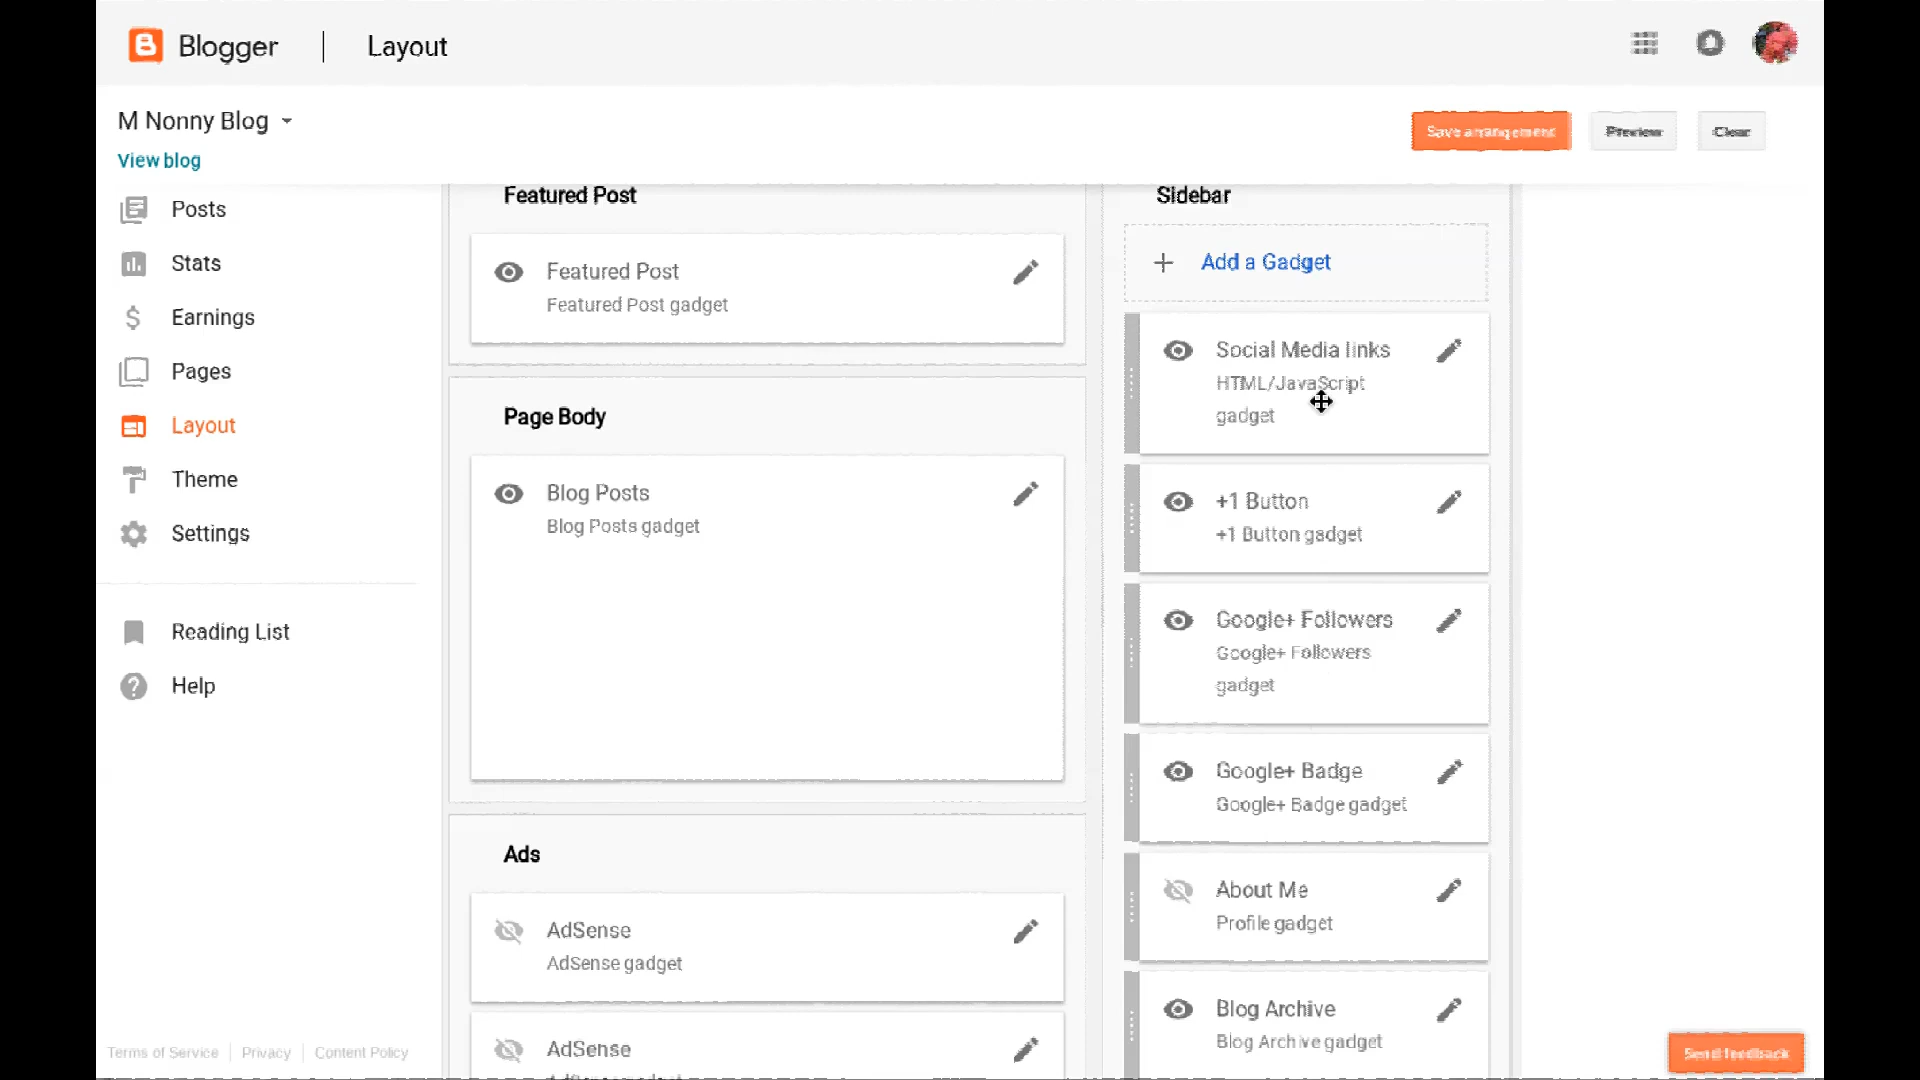 Blogger
Layout
M Nonny Blog
View blog
Save arrangement
Preview
Clear
Posts
Stats
Earnings
Pages
Layout
Theme
Settings
Reading List
Help
Terms of Service
Privacy
Content Policy
Featured Post
Featured Post
Featured Post gadget
Page Body
Blog Posts
Blog Posts gadget
Ads
AdSense
AdSense gadget
AdSense
AdSense gadget
Sidebar
Add a Gadget
Social Media links
HTML/JavaScript
gadget
+1 Button
+1 Button gadget
Google+ Followers
Google+ Followers
gadget
Google+ Badge
Google+ Badge gadget
About Me
Profile gadget
Blog Archive
Blog Archive gadget
Send feedback